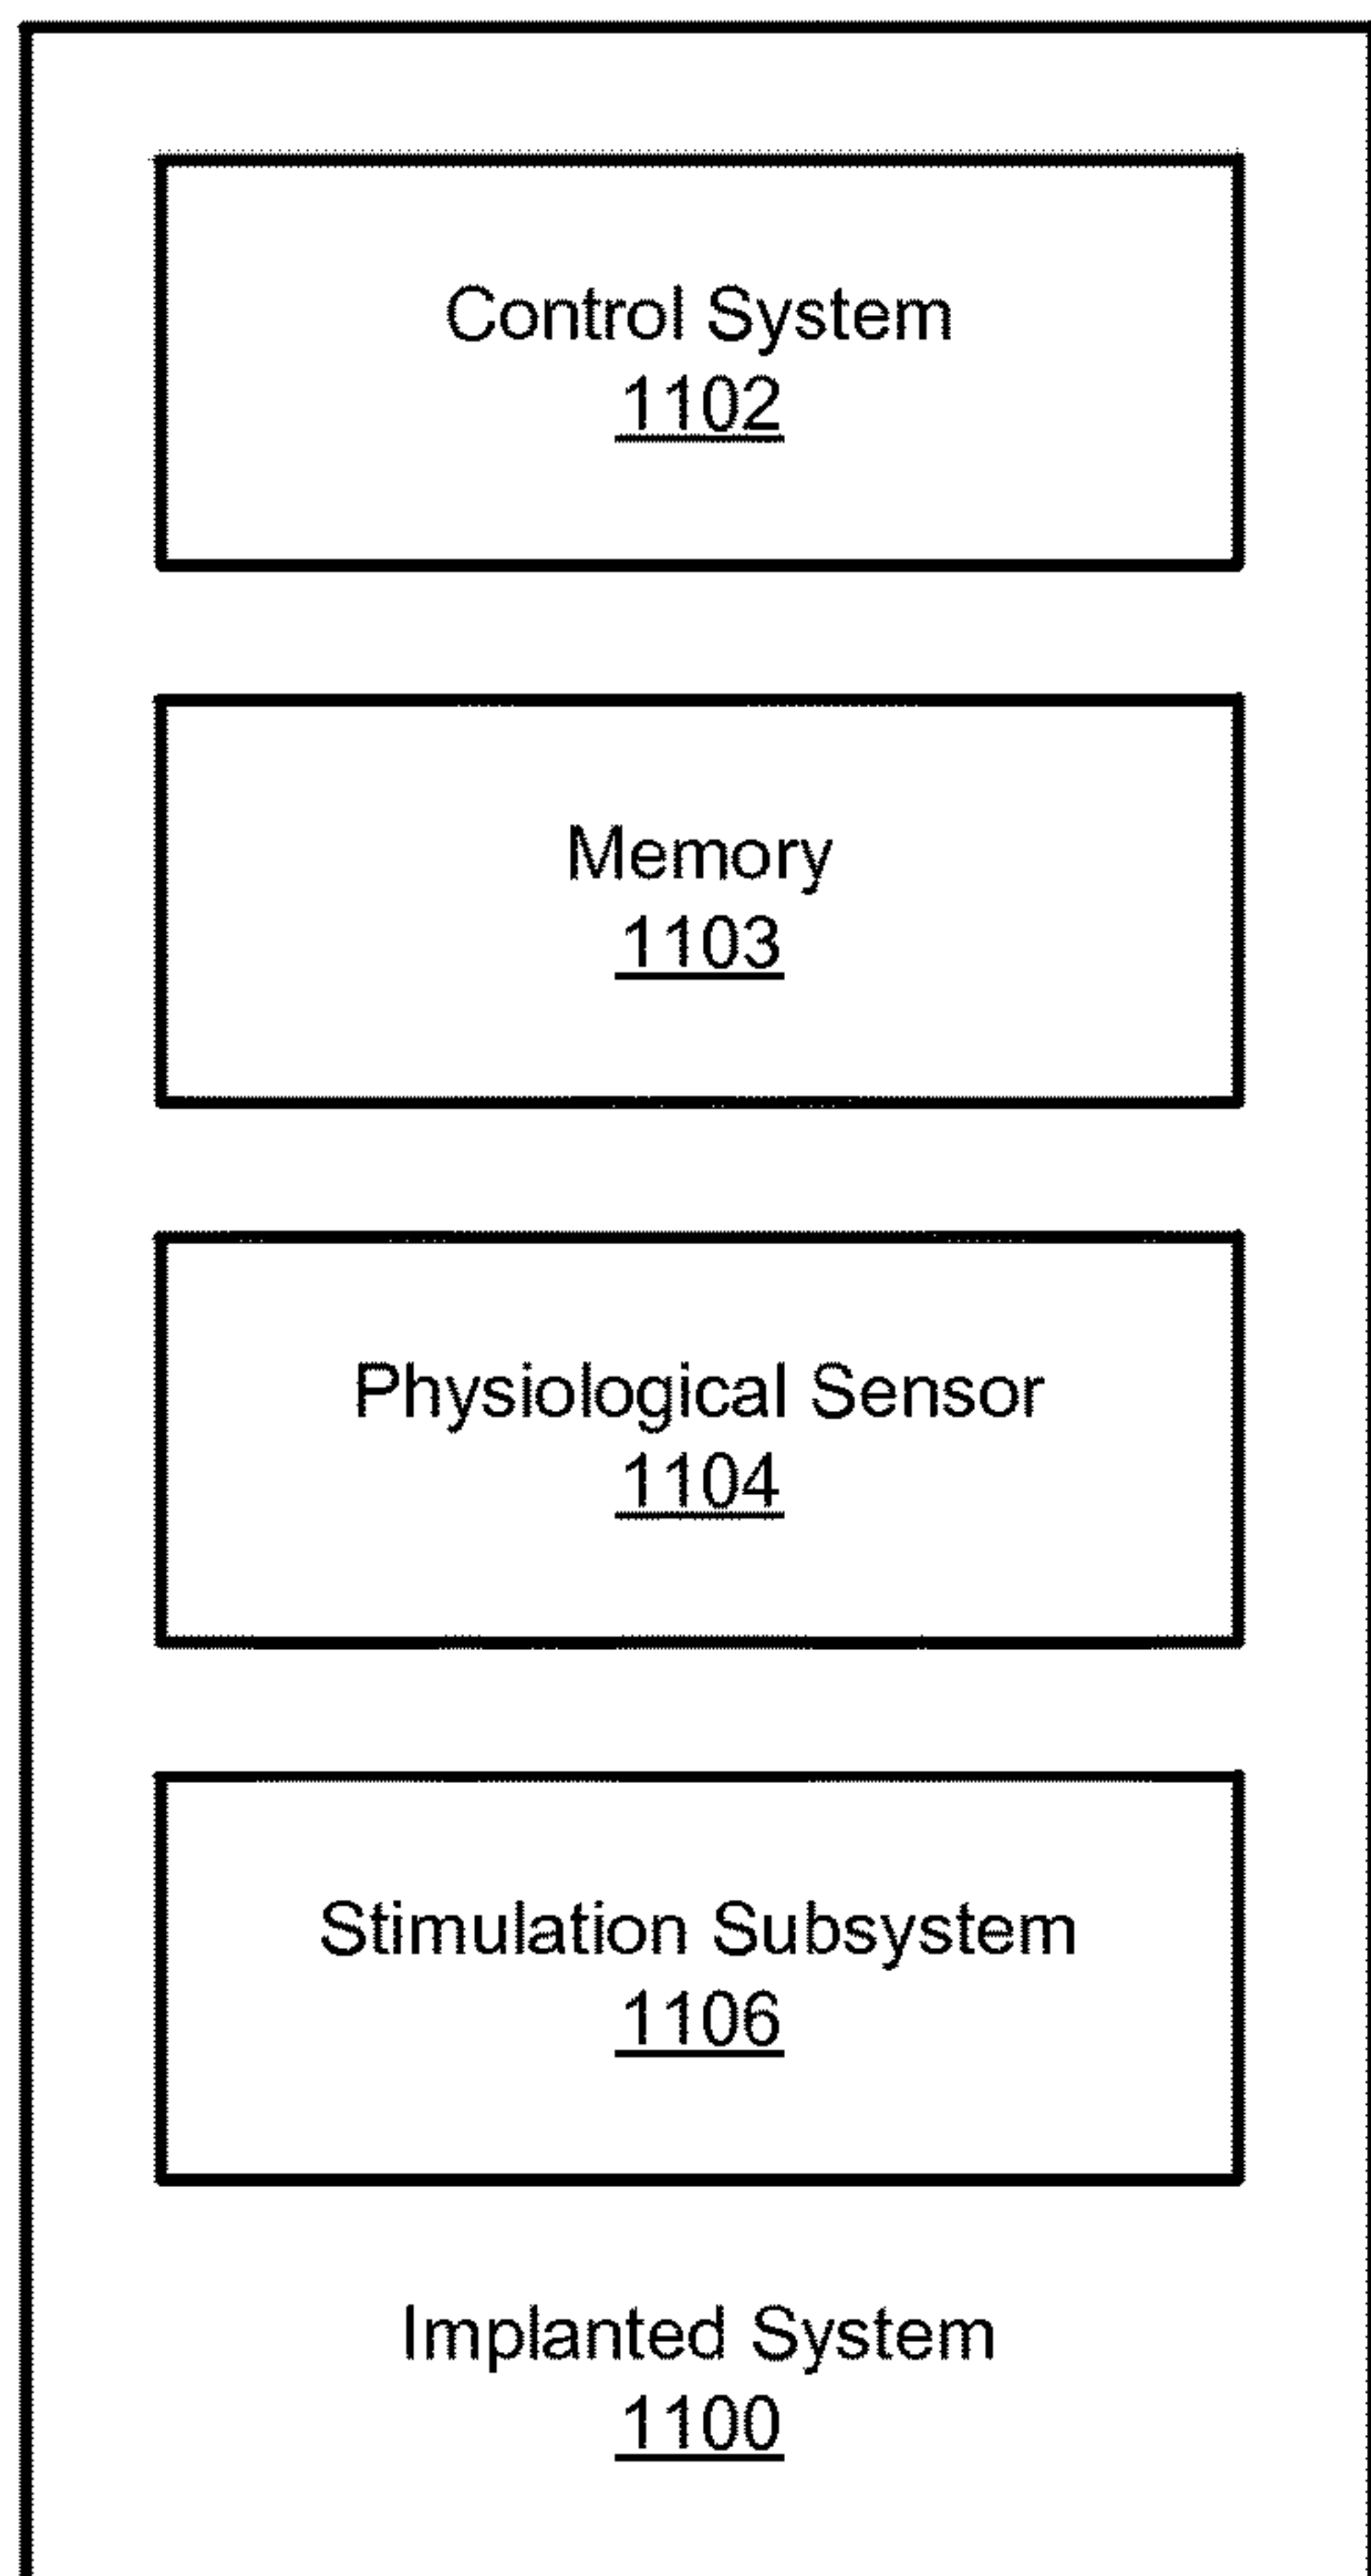 Control System
1102
Memory
1103
Physiological Sensor
1104
Stimulation Subsystem
1106
Implanted System
1100